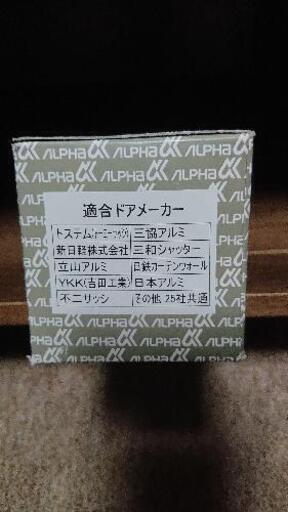 ALPHA ALPHA ALPHA
適合ドアメーカー
トステム 三協アルミ
新日軽株式会社 三和シャッター
立山アルミ 日鉄カーテンウォール
YKK(吉田工業) 日本アルミ
不二サッシ その他 25社共通
ALPHA ALPHA ALPHA